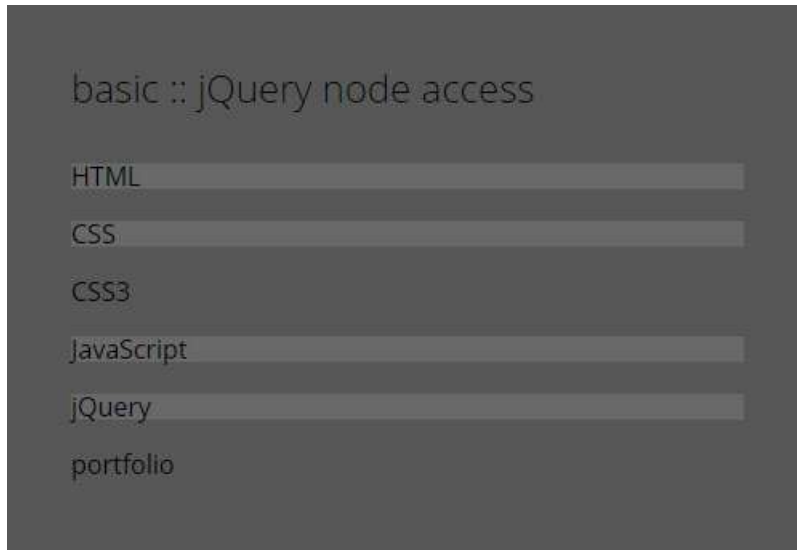 basic :: jQuery node access
HTML
CSS
CSS3
JavaScript
jQuery
portfolio